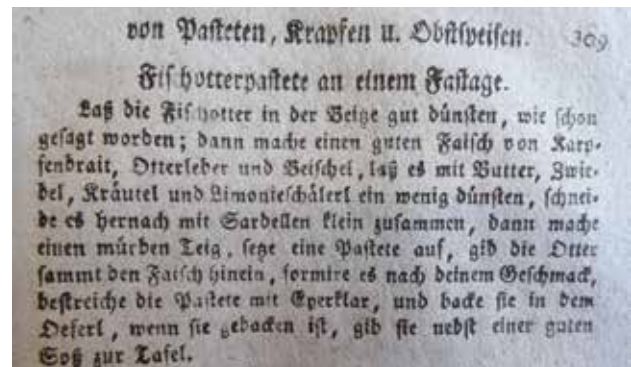 von Pasteten, Krapfen u. Obstspeisen. 309
Fischotterpastete an einem Fastage.
Laß die Fischotter in der Beitze gut dünsten, wie schon
gesagt worden; dann mache einen guten Faisch von Karp-
fenbrait, Otterleber und Beischel, laß es mit Butter, Zwie-
bel, Kräutel und Limonieschälerl ein wenig dünsten, schnei-
de es hernach mit Sardellen klein zusammen, dann mache
einen mürben Teig, setze eine Pastete auf, gib die Otter
sammt den Faisch hinein, formire es nach deinem Geschmack,
bestreiche die Pastete mit Eyerklar, und backe sie in dem
Oeferl, wenn sie gebacken ist, gib sie nebst einer guten
Soß zur Tafel.